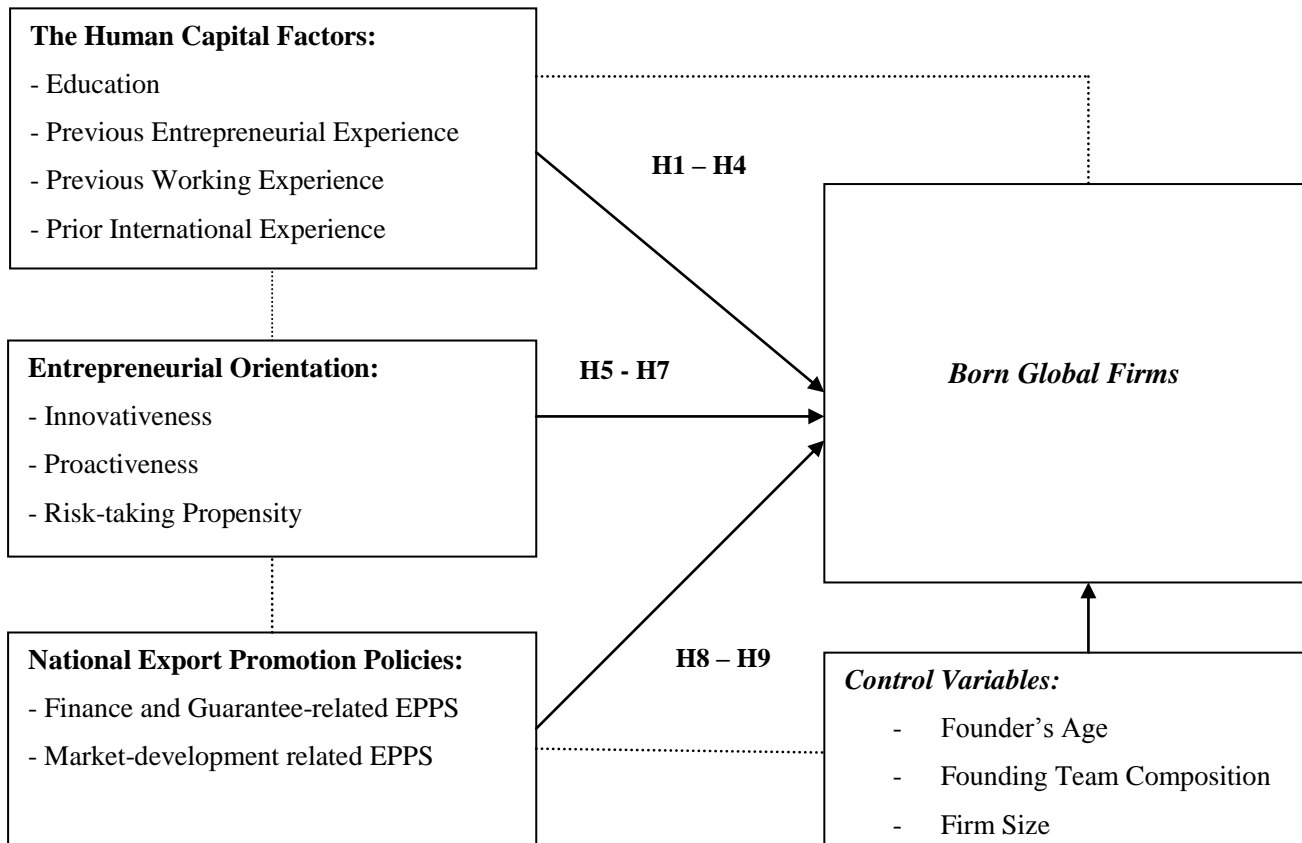 The Human Capital Factors:
- Education
- Previous Entrepreneurial Experience
- Previous Working Experience
- Prior International Experience
H1 – H4
Entrepreneurial Orientation:
- Innovativeness
- Proactiveness
- Risk-taking Propensity
H5 - H7
Born Global Firms
National Export Promotion Policies:
- Finance and Guarantee-related EPPS
- Market-development related EPPS
H8 – H9
Control Variables:
- Founder’s Age
- Founding Team Composition
- Firm Size